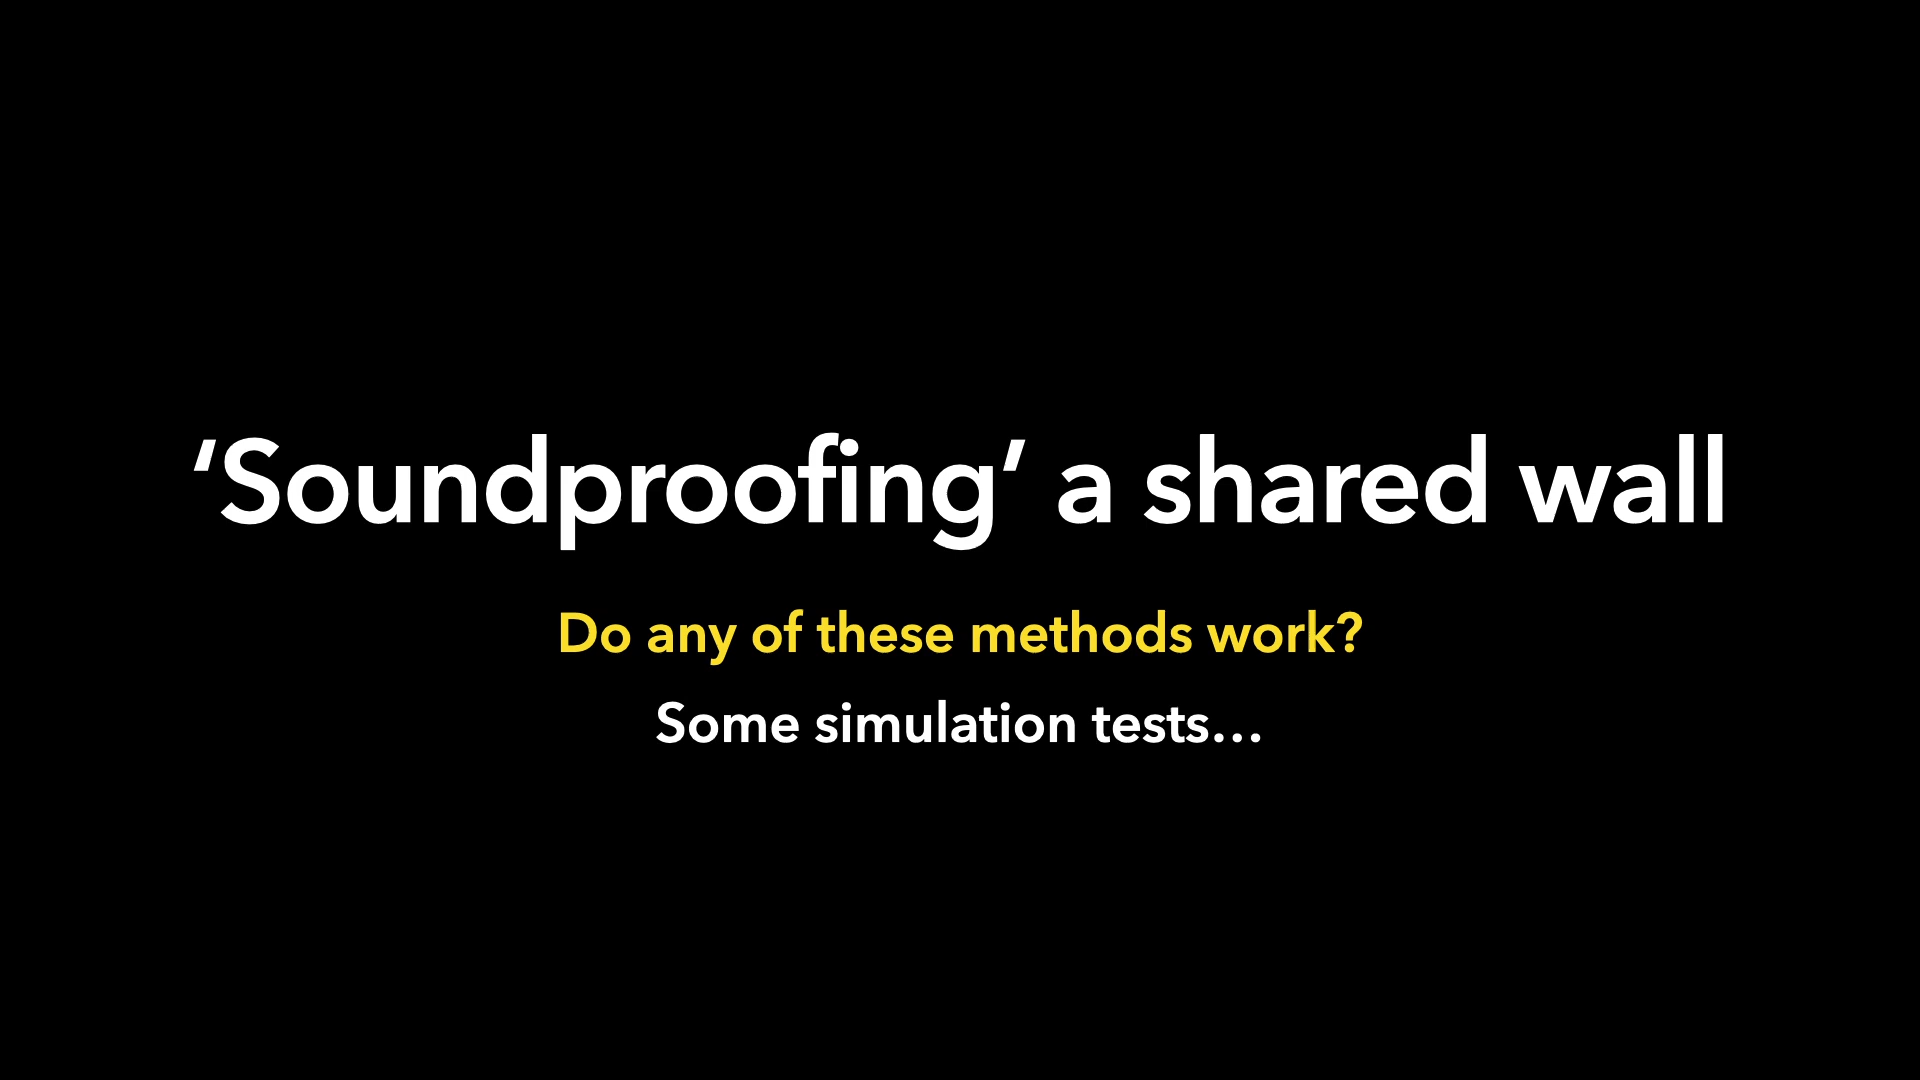 ‘Soundproofing’ a shared wall
Do any of these methods work?
Some simulation tests…